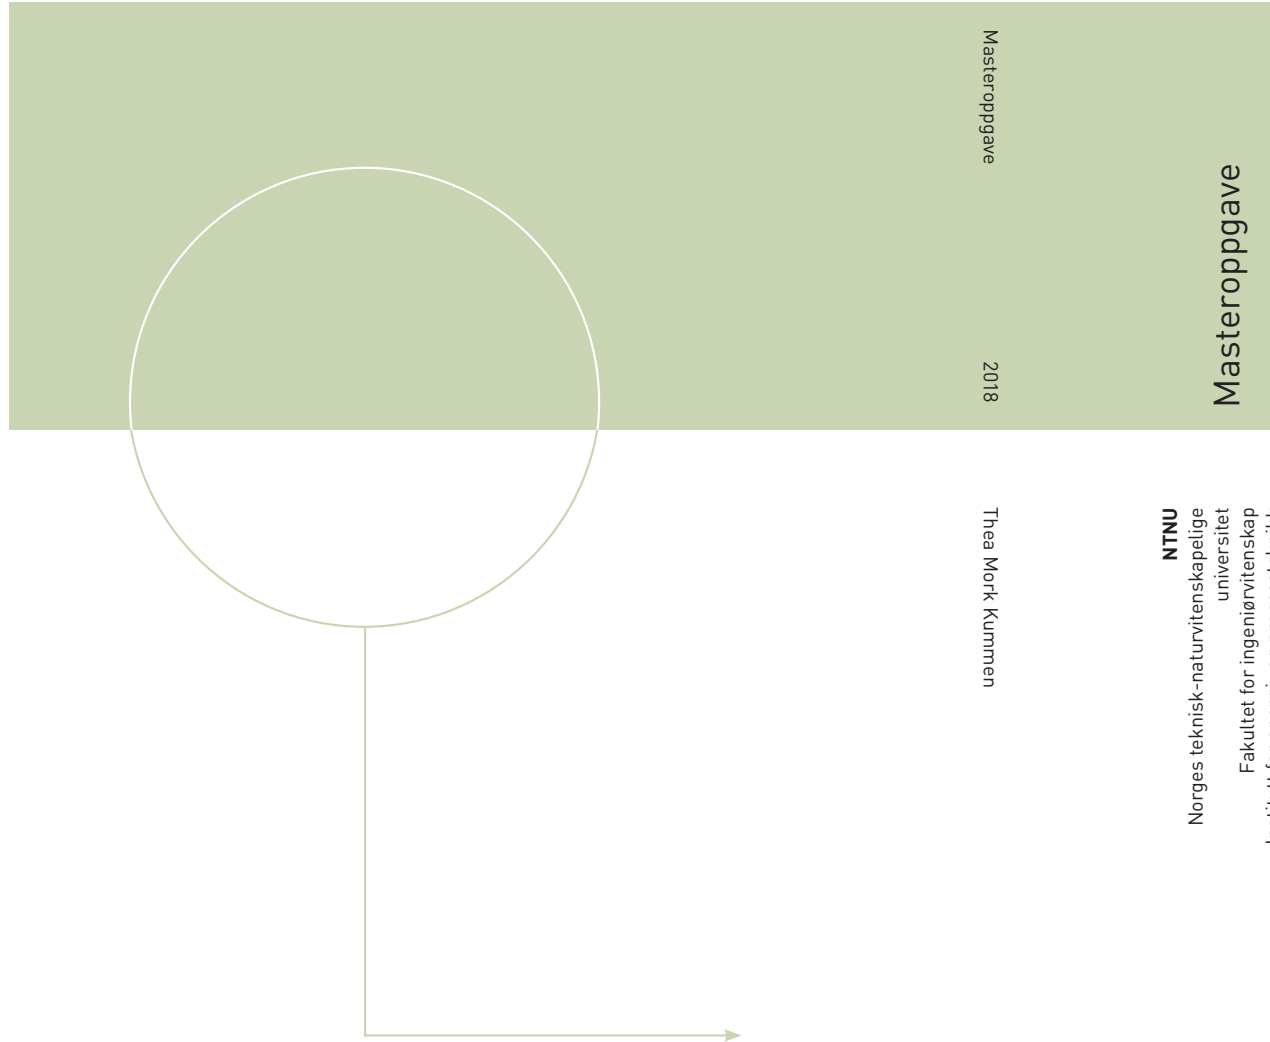 Masteroppgave
2018
Thea Mork Kummen
Masteroppgave
NTNU
Norges teknisk-naturvitenskapelige
universitet
Fakultet for ingeniørvitenskap